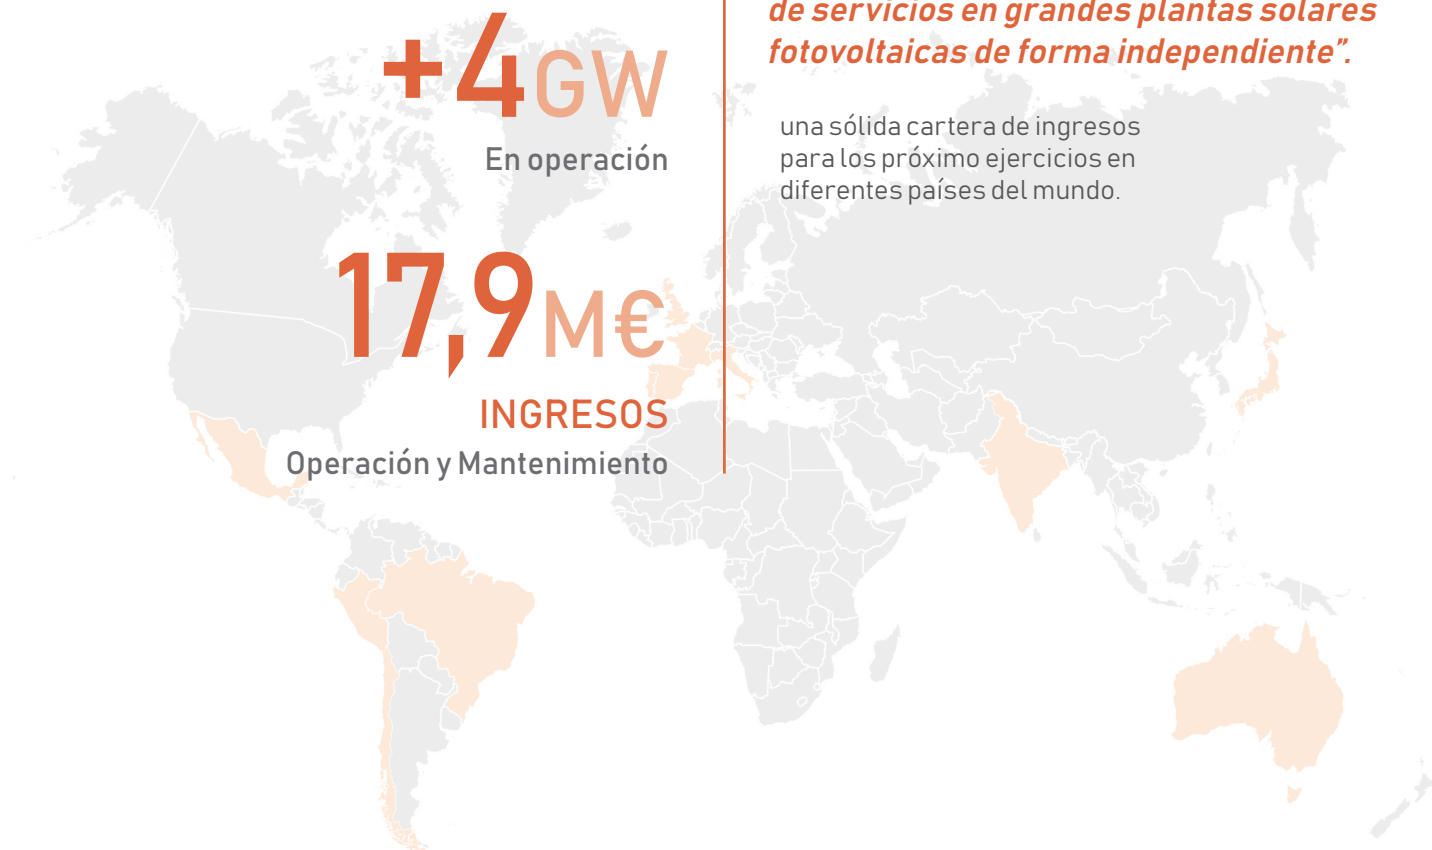 +4GW
En operación
17,9M€
INGRESOS
Operación y Mantenimiento
de servicios en grandes plantas solares
fotovoltaicas de forma independiente”.
una sólida cartera de ingresos
para los próximo ejercicios en
diferentes países del mundo.